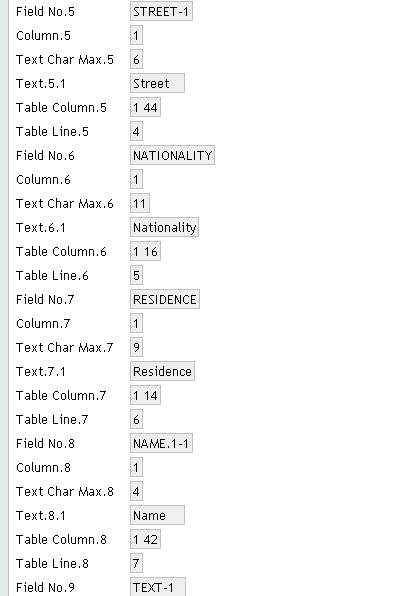 Field No.5 STREET-1
Column.5 1
Text Char Max.5 6
Text.5.1 Street
Table Column.5 1 44
Table Line.5 4
Field No.6 NATIONALITY
Column.6 1
Text Char Max.6 11
Text.6.1 Nationality
Table Column.6 1 16
Table Line.6 5
Field No.7 RESIDENCE
Column.7 1
Text Char Max.7 9
Text.7.1 Residence
Table Column.7 1 14
Table Line.7 6
Field No.8 NAME.1-1
Column.8 1
Text Char Max.8 4
Text.8.1 Name
Table Column.8 1 42
Table Line.8 7
Field No.9 TEXT-1